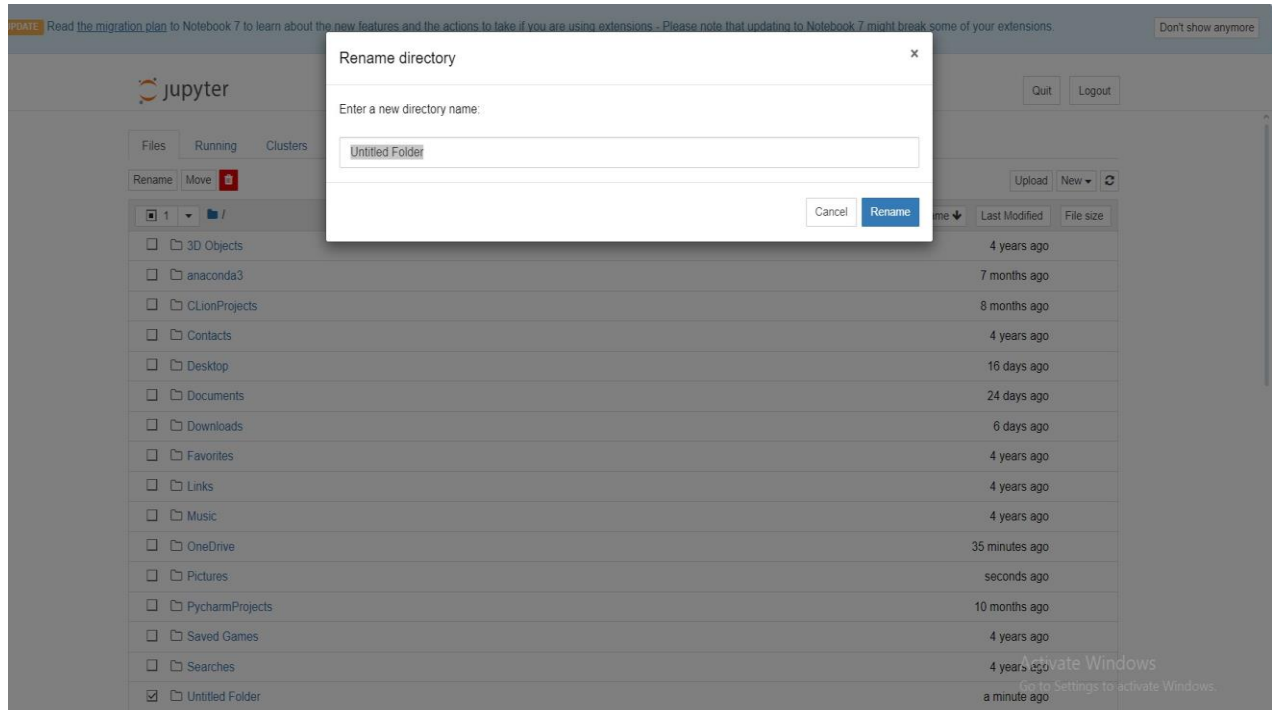 UPDATE Read the migration plan to Notebook 7 to learn about the new features and the actions to take if you are using extensions - Please note that updating to Notebook 7 might break some of your extensions. Don't show anymore
Rename directory ×
jupyter Quit Logout
Enter a new directory name:
Files Running Clusters
Untitled Folder
Rename Move Upload New
Cancel Rename
1 / Last Modified File size
3D Objects 4 years ago
anaconda3 7 months ago
CLionProjects 8 months ago
Contacts 4 years ago
Desktop 16 days ago
Documents 24 days ago
Downloads 6 days ago
Favorites 4 years ago
Links 4 years ago
Music 4 years ago
OneDrive 35 minutes ago
Pictures seconds ago
PycharmProjects 10 months ago
Saved Games 4 years ago
Searches 4 years ago
Activate Windows
Go to Settings to activate Windows.
Untitled Folder a minute ago